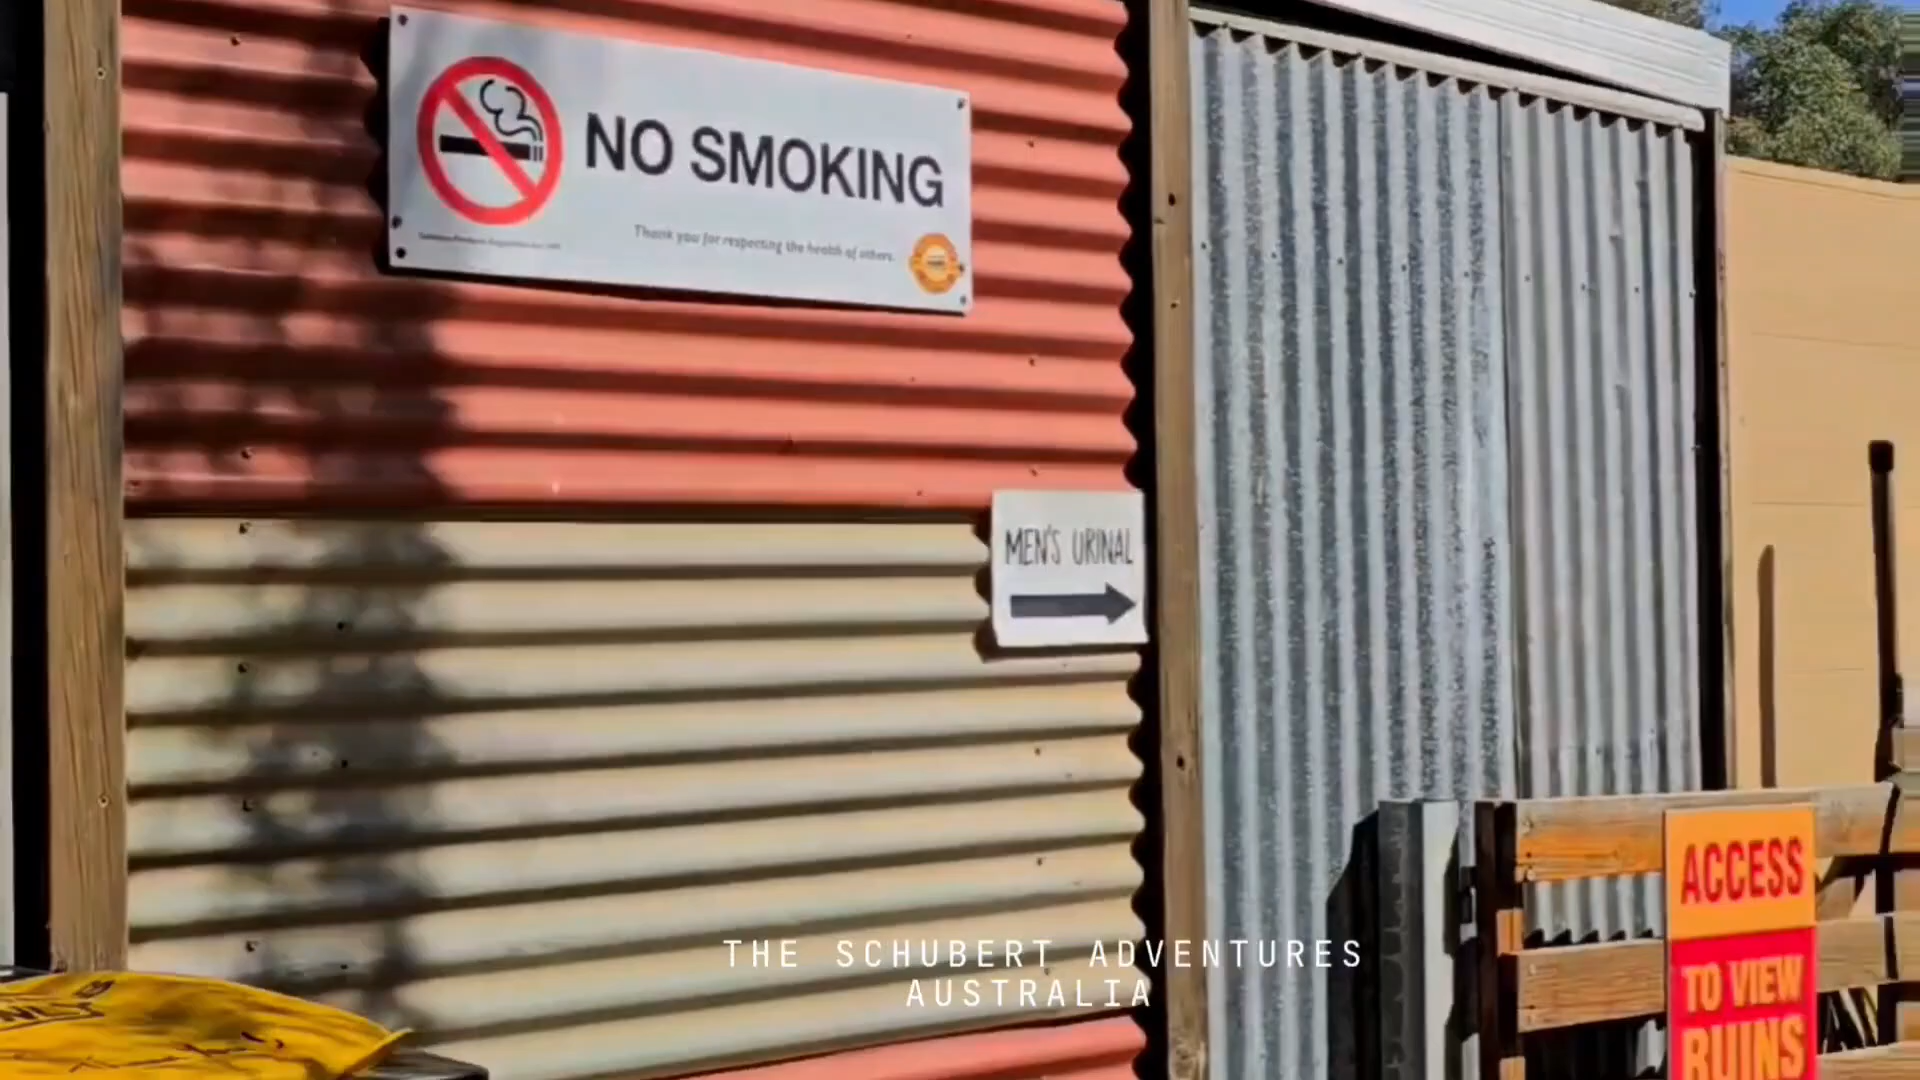 NO SMOKING
Thank you for respecting the health of others.
MEN'S URINAL
ACCESS
TO VIEW
RUINS
THE SCHUBERT ADVENTURES
AUSTRALIA